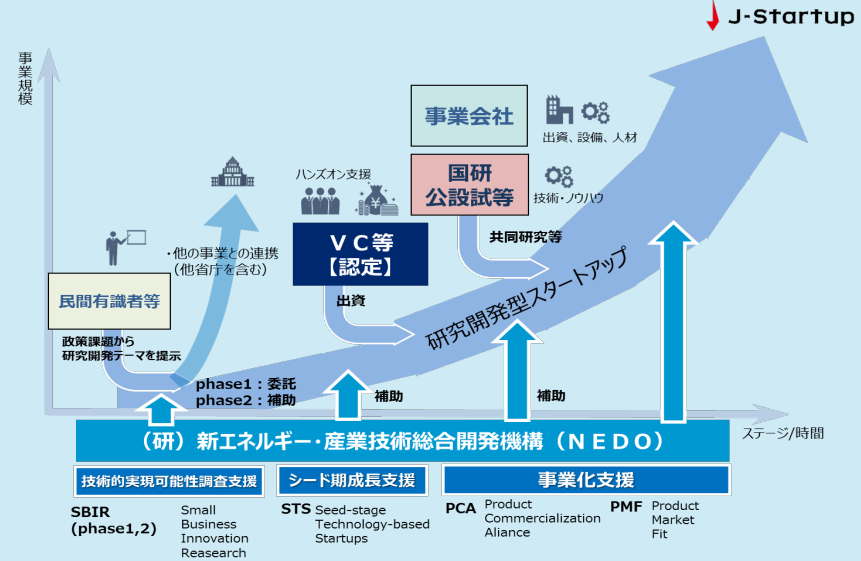 J-Startup
事業規模
事業会社
出資、設備、人材
国研
公設試等
技術・ノウハウ
共同研究等
ハンズオン支援
VC等
【認定】
出資
・他の事業との連携
(他省庁を含む)
民間有識者等
政策課題から
研究開発テーマを提示
研究開発型スタートアップ
phase1：委託
phase2：補助
補助
補助
ステージ/時間
（研）新エネルギー・産業技術総合開発機構（NEDO）
技術的実現可能性調査支援
シード期成長支援
事業化支援
SBIR
(phase1,2)
Small
Business
Innovation
Reasearch
STS
Seed-stage
Technology-based
Startups
PCA
Product
Commercialization
Aliance
PMF
Product
Market
Fit